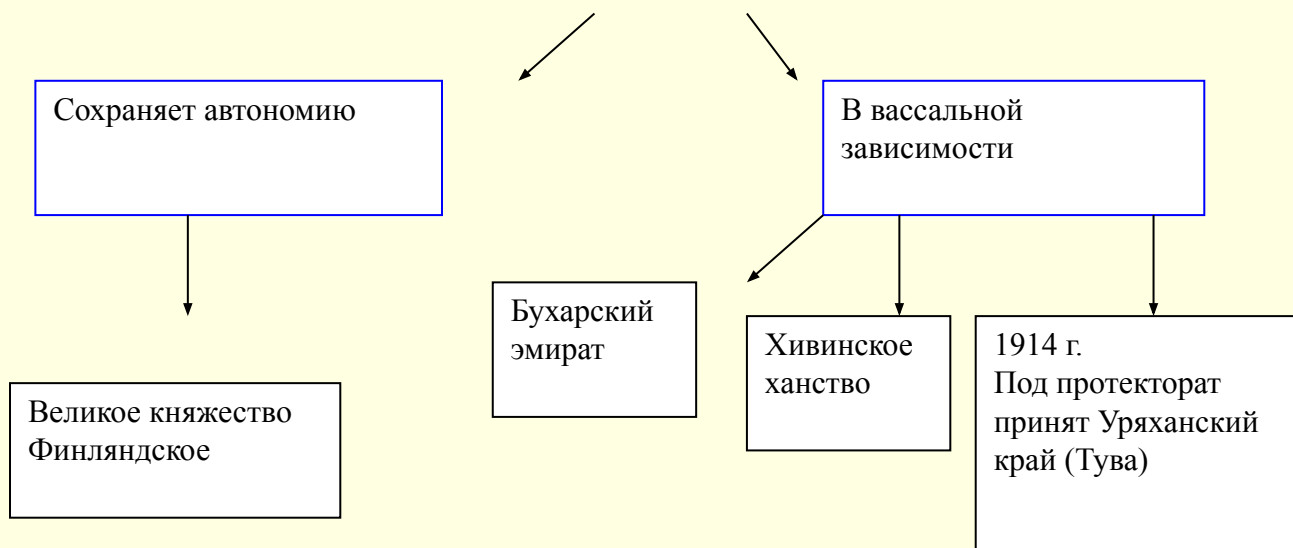 Сохраняет автономию
В вассальной
зависимости
Бухарский
эмират
Хивинское
ханство
1914 г.
Под протекторат
принят Уряханский
край (Тува)
Великое княжество
Финляндское